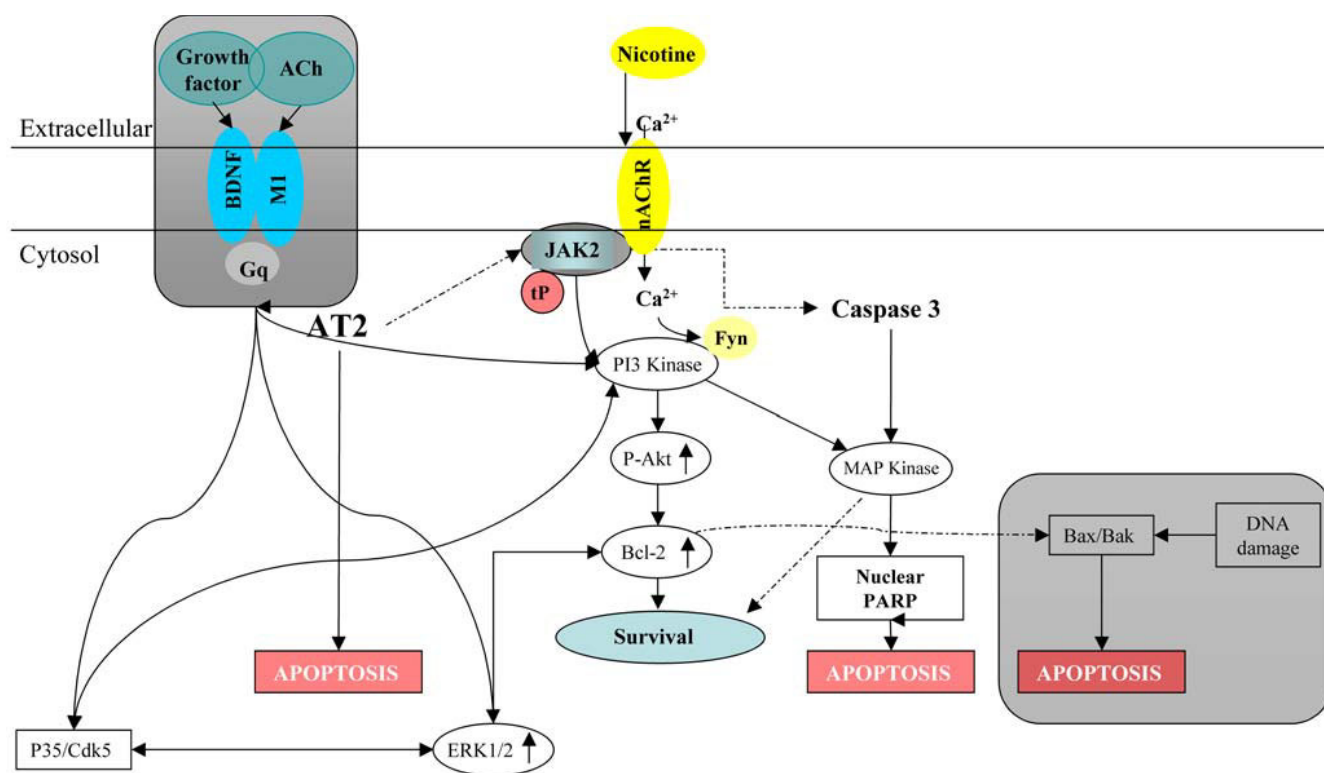 Growth
factor
ACh
Nicotine
Extracellular
Ca²⁺
BDNF
M1
nAChR
Cytosol
Gq
JAK2
tP
Ca²⁺
AT2
Caspase 3
Fyn
PI3 Kinase
P-Akt
MAP Kinase
Bcl-2
Bax/Bak
DNA
damage
Nuclear
PARP
Survival
APOPTOSIS
APOPTOSIS
APOPTOSIS
P35/Cdk5
ERK1/2